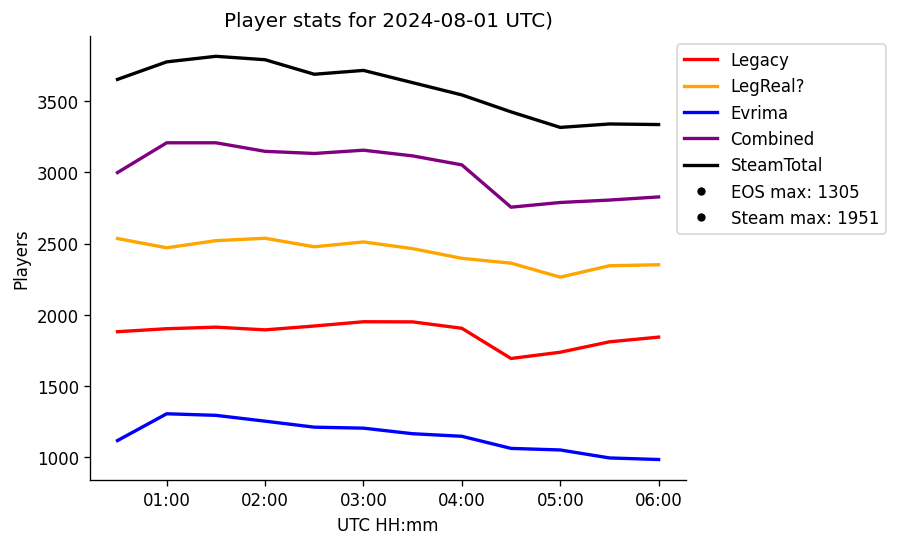 Player stats for 2024-08-01 UTC)
Legacy
LegReal?
Evrima
Combined
SteamTotal
EOS max: 1305
Steam max: 1951
Players
3500
3000
2500
2000
1500
1000
01:00 02:00 03:00 04:00 05:00 06:00
UTC HH:mm